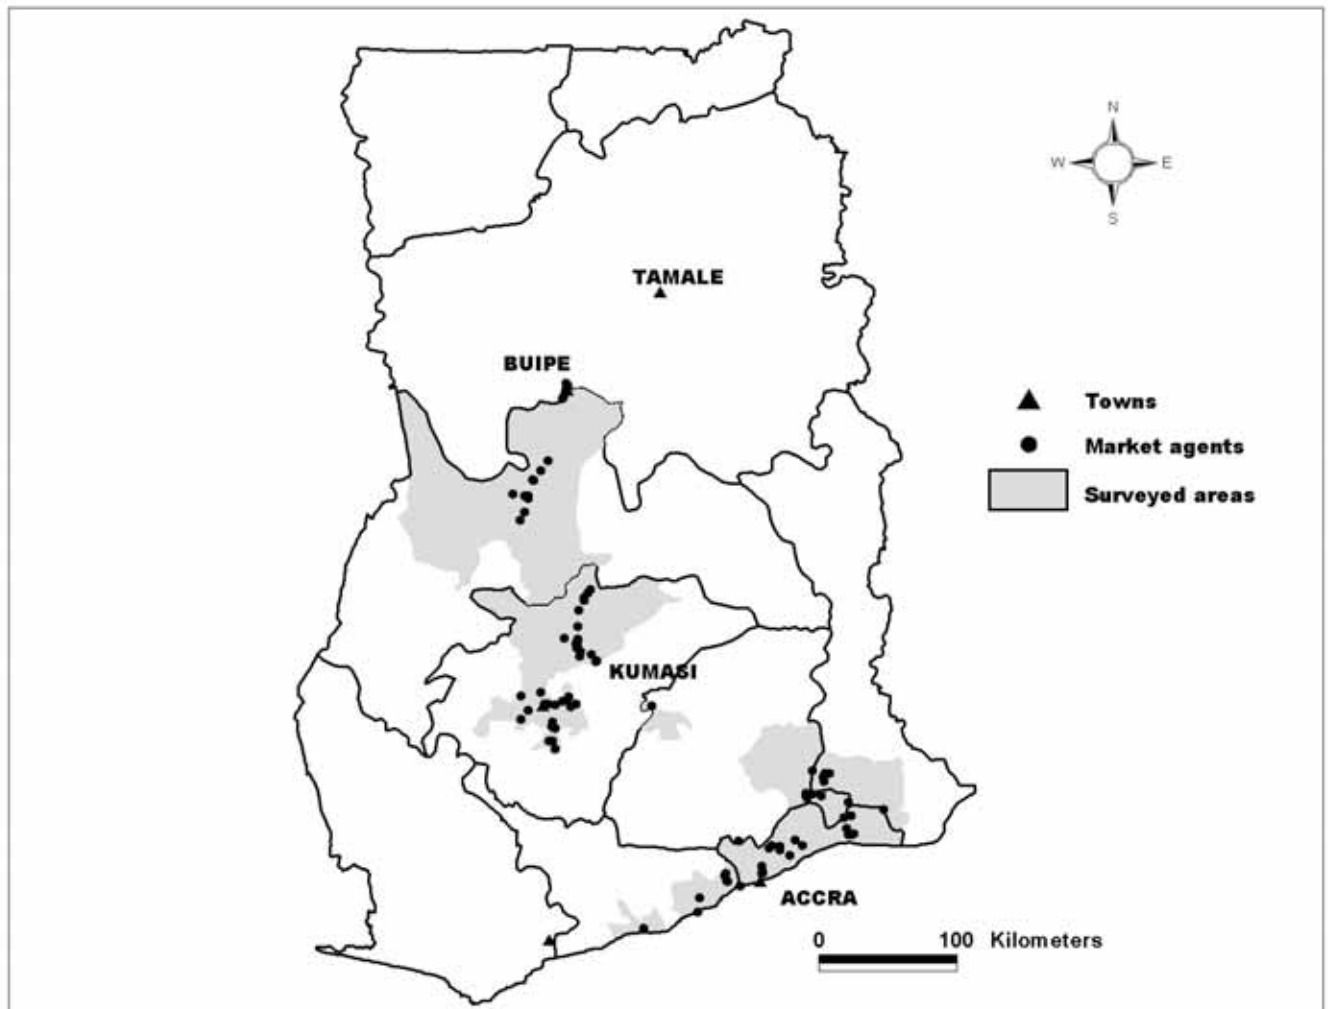 N
W E
S
TAMALE
BUIPE
Towns
Market agents
Surveyed areas
KUMASI
ACCRA
0 100 Kilometers